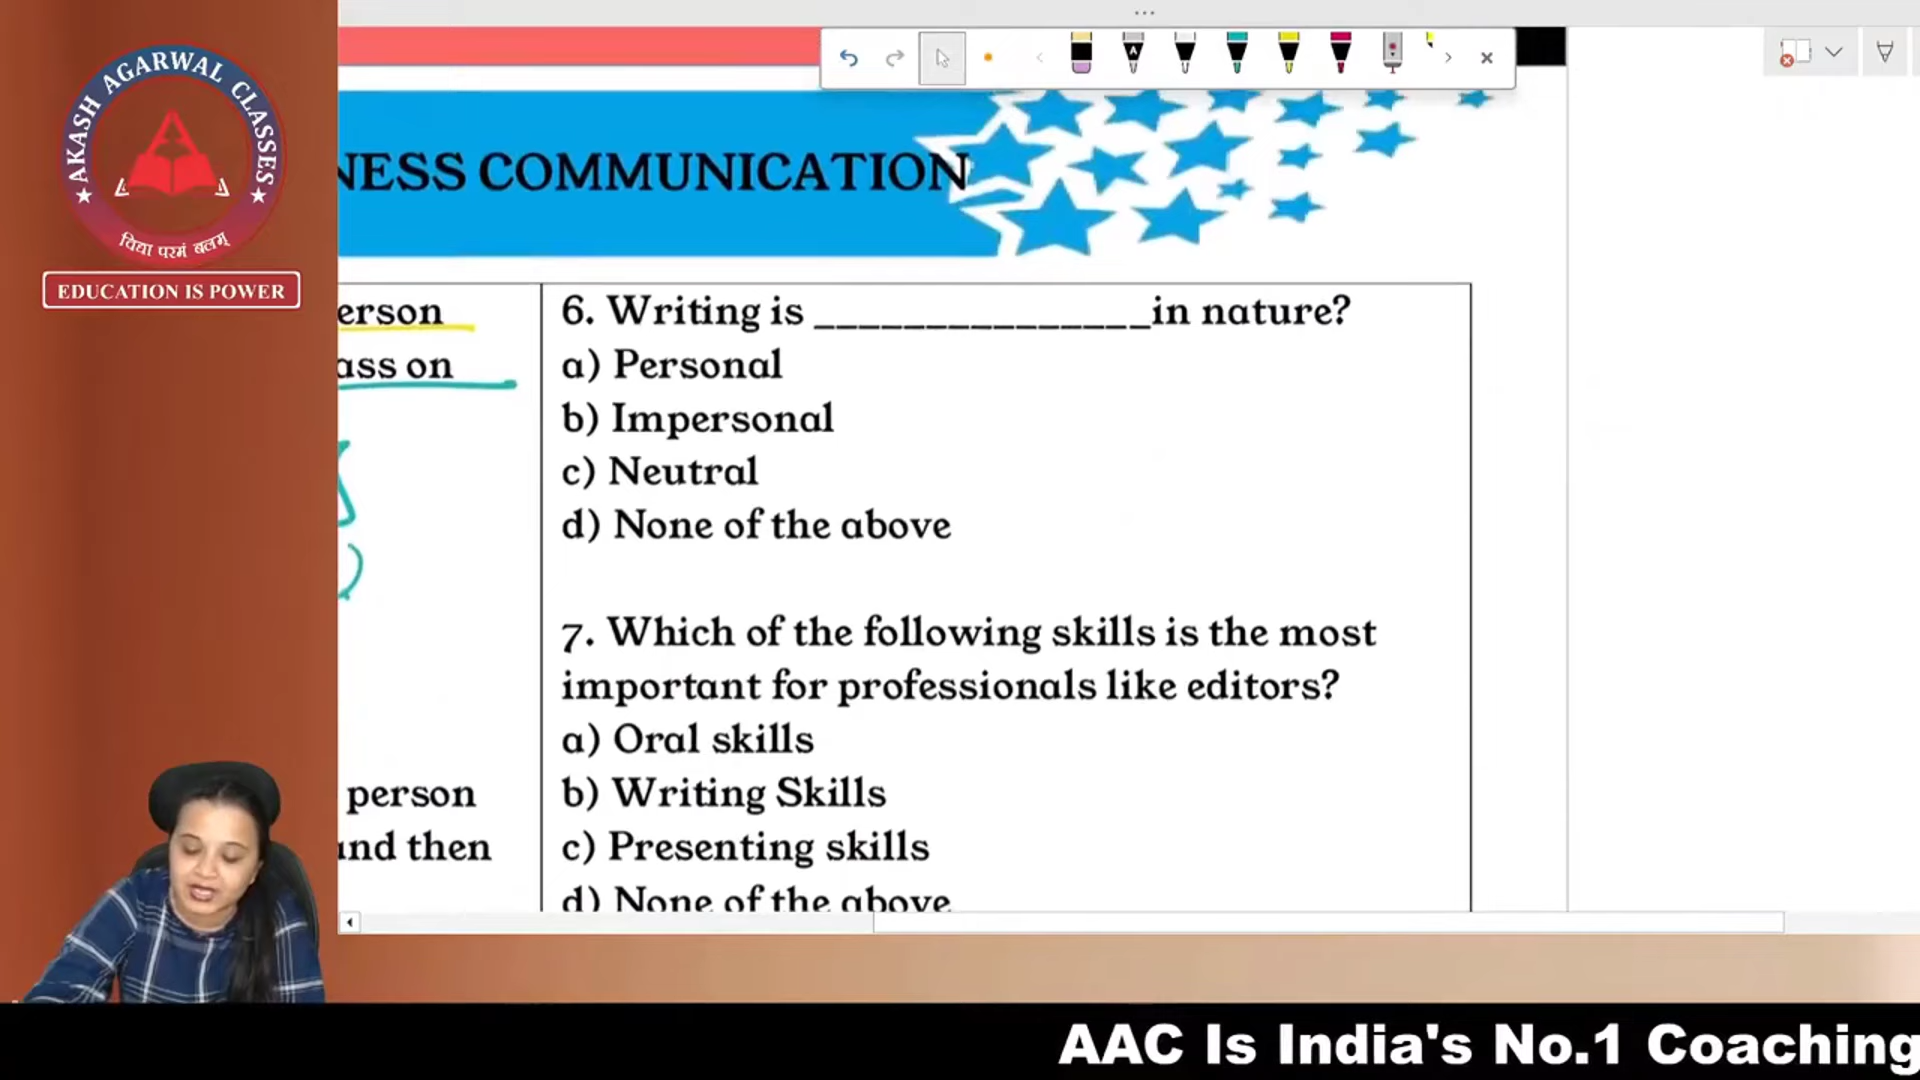 AKASH AGARWAL CLASSES
विद्या परमं बलम्
EDUCATION IS POWER
NESS COMMUNICATION
erson
ass on
person
and then
6. Writing is _______________in nature?
a) Personal
b) Impersonal
c) Neutral
d) None of the above
7. Which of the following skills is the most
important for professionals like editors?
a) Oral skills
b) Writing Skills
c) Presenting skills
d) None of the above
AAC Is India's No.1 Coaching